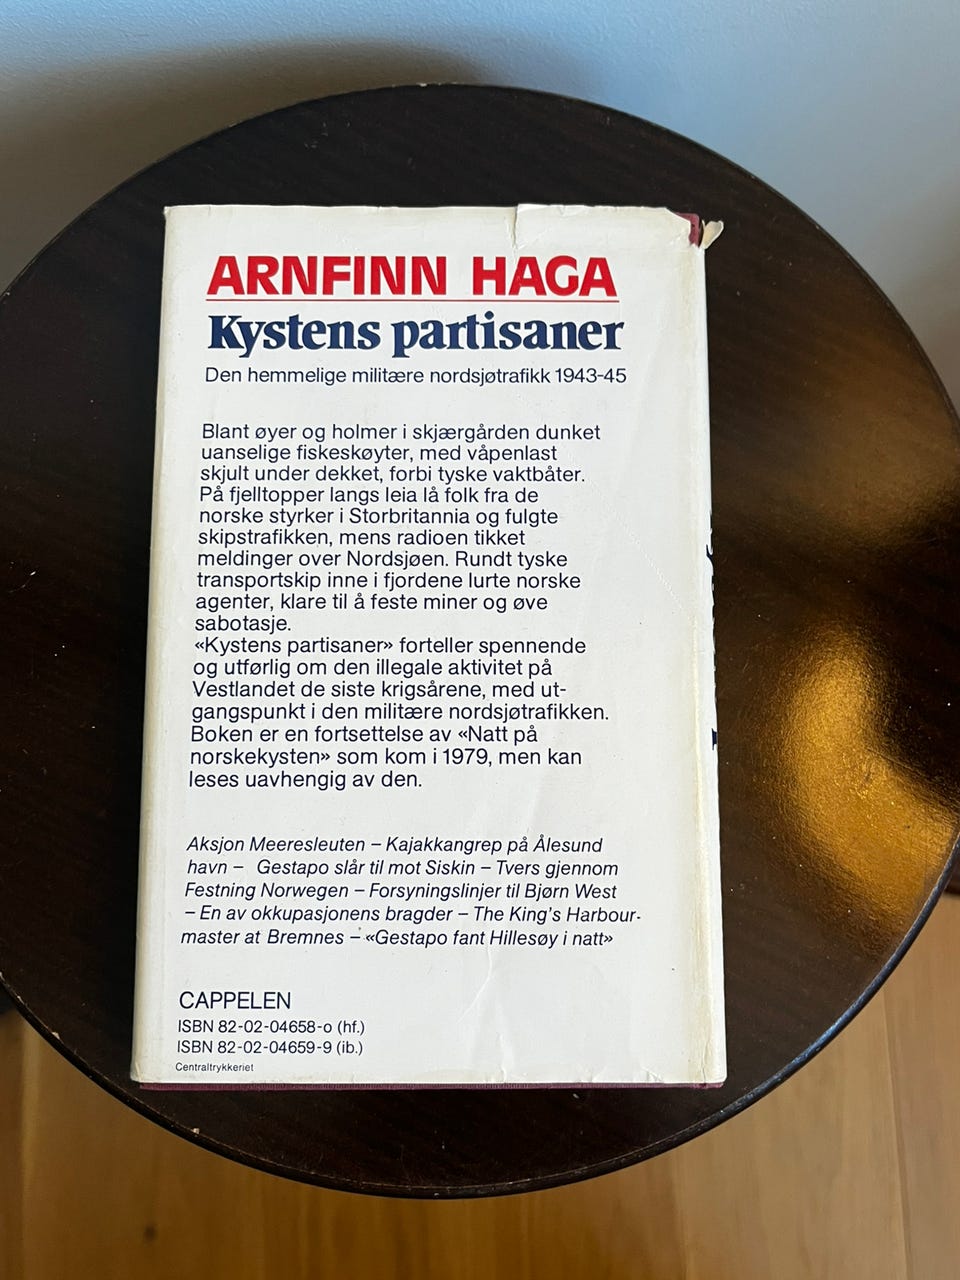 ARNFINN HAGA
Kystens partisaner
Den hemmelige militære nordsjøtrafikk 1943-45
Blant øyer og holmer i skjærgården dunket
uanselige fiskeskøyter, med våpenlast
skjult under dekket, forbi tyske vaktbåter.
På fjelltopper langs leia lå folk fra de
norske styrker i Storbritannia og fulgte
skipstrafikken, mens radioen tikket
meldinger over Nordsjøen. Rundt tyske
transportskip inne i fjordene lurte norske
agenter, klare til å feste miner og øve
sabotasje.
«Kystens partisaner» forteller spennende
og utførlig om den illegale aktivitet på
Vestlandet de siste krigsårene, med ut-
gangspunkt i den militære nordsjøtrafikken.
Boken er en fortsettelse av «Natt på
norskekysten» som kom i 1979, men kan
leses uavhengig av den.
Aksjon Meeresleuten – Kajakkangrep på Ålesund
havn – Gestapo slår til mot Siskin – Tvers gjennom
Festning Norwegen – Forsyningslinjer til Bjørn West
– En av okkupasjonens bragder – The King's Harbour-
master at Bremnes – «Gestapo fant Hillesøy i natt»
CAPPELEN
ISBN 82-02-04658-0 (hf.)
ISBN 82-02-04659-9 (ib.)
Centraltrykkeriet